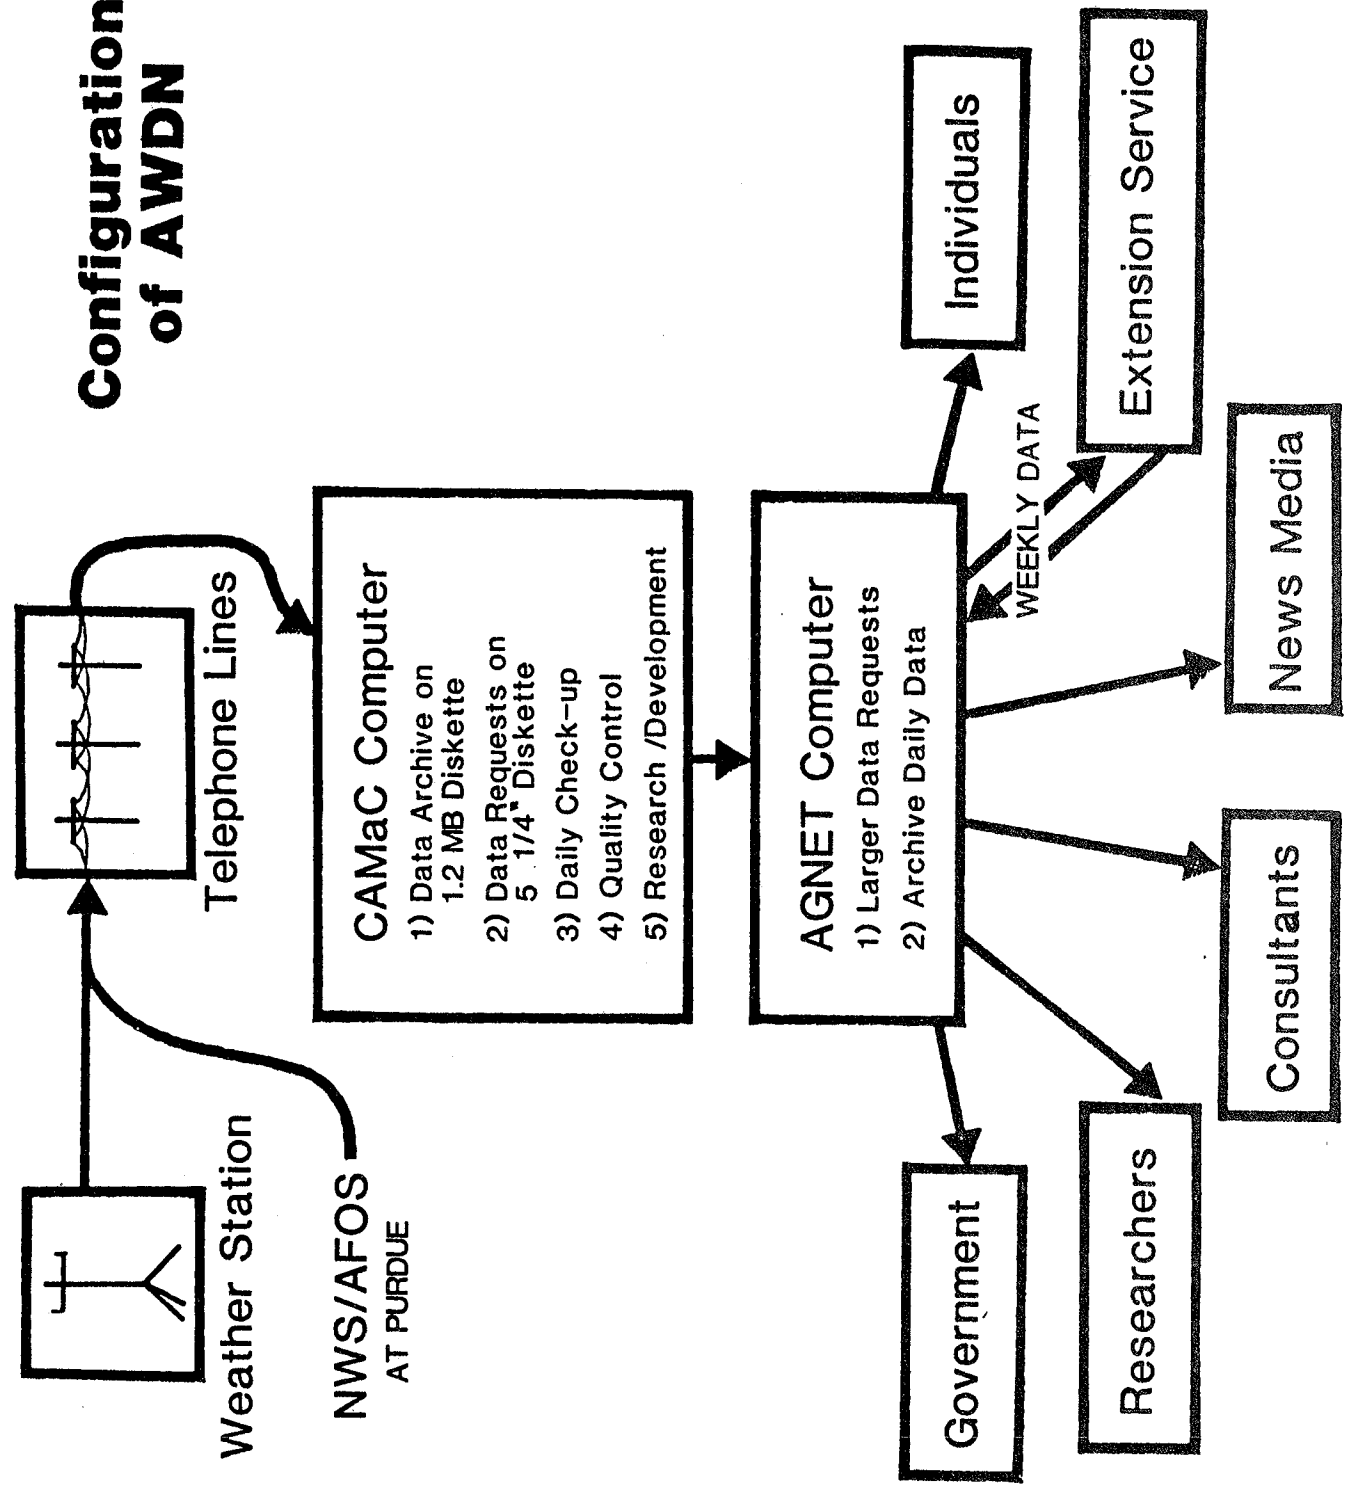 Configuration
of AWDN
Weather Station
NWS/AFOS
AT PURDUE
Telephone Lines
CAMaC Computer
1) Data Archive on
1.2 MB Diskette
2) Data Requests on
5 1/4" Diskette
3) Daily Check-up
4) Quality Control
5) Research /Development
AGNET Computer
1) Larger Data Requests
2) Archive Daily Data
WEEKLY DATA
Government
Researchers
Consultants
News Media
Extension Service
Individuals